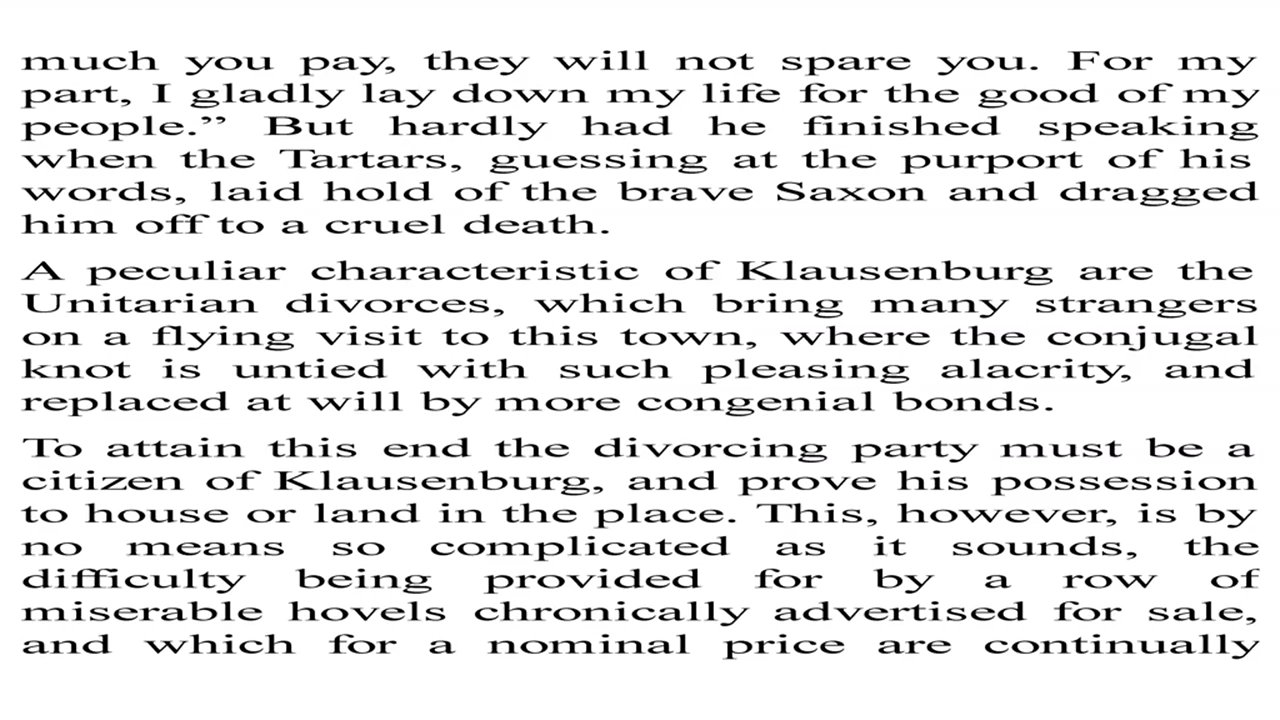 much you pay, they will not spare you. For my
part, I gladly lay down my life for the good of my
people.” But hardly had he finished speaking
when the Tartars, guessing at the purport of his
words, laid hold of the brave Saxon and dragged
him off to a cruel death.
A peculiar characteristic of Klausenburg are the
Unitarian divorces, which bring many strangers
on a flying visit to this town, where the conjugal
knot is untied with such pleasing alacrity, and
replaced at will by more congenial bonds.
To attain this end the divorcing party must be a
citizen of Klausenburg, and prove his possession
to house or land in the place. This, however, is by
no means so complicated as it sounds, the
difficulty being provided for by a row of
miserable hovels chronically advertised for sale,
and which for a nominal price are continually